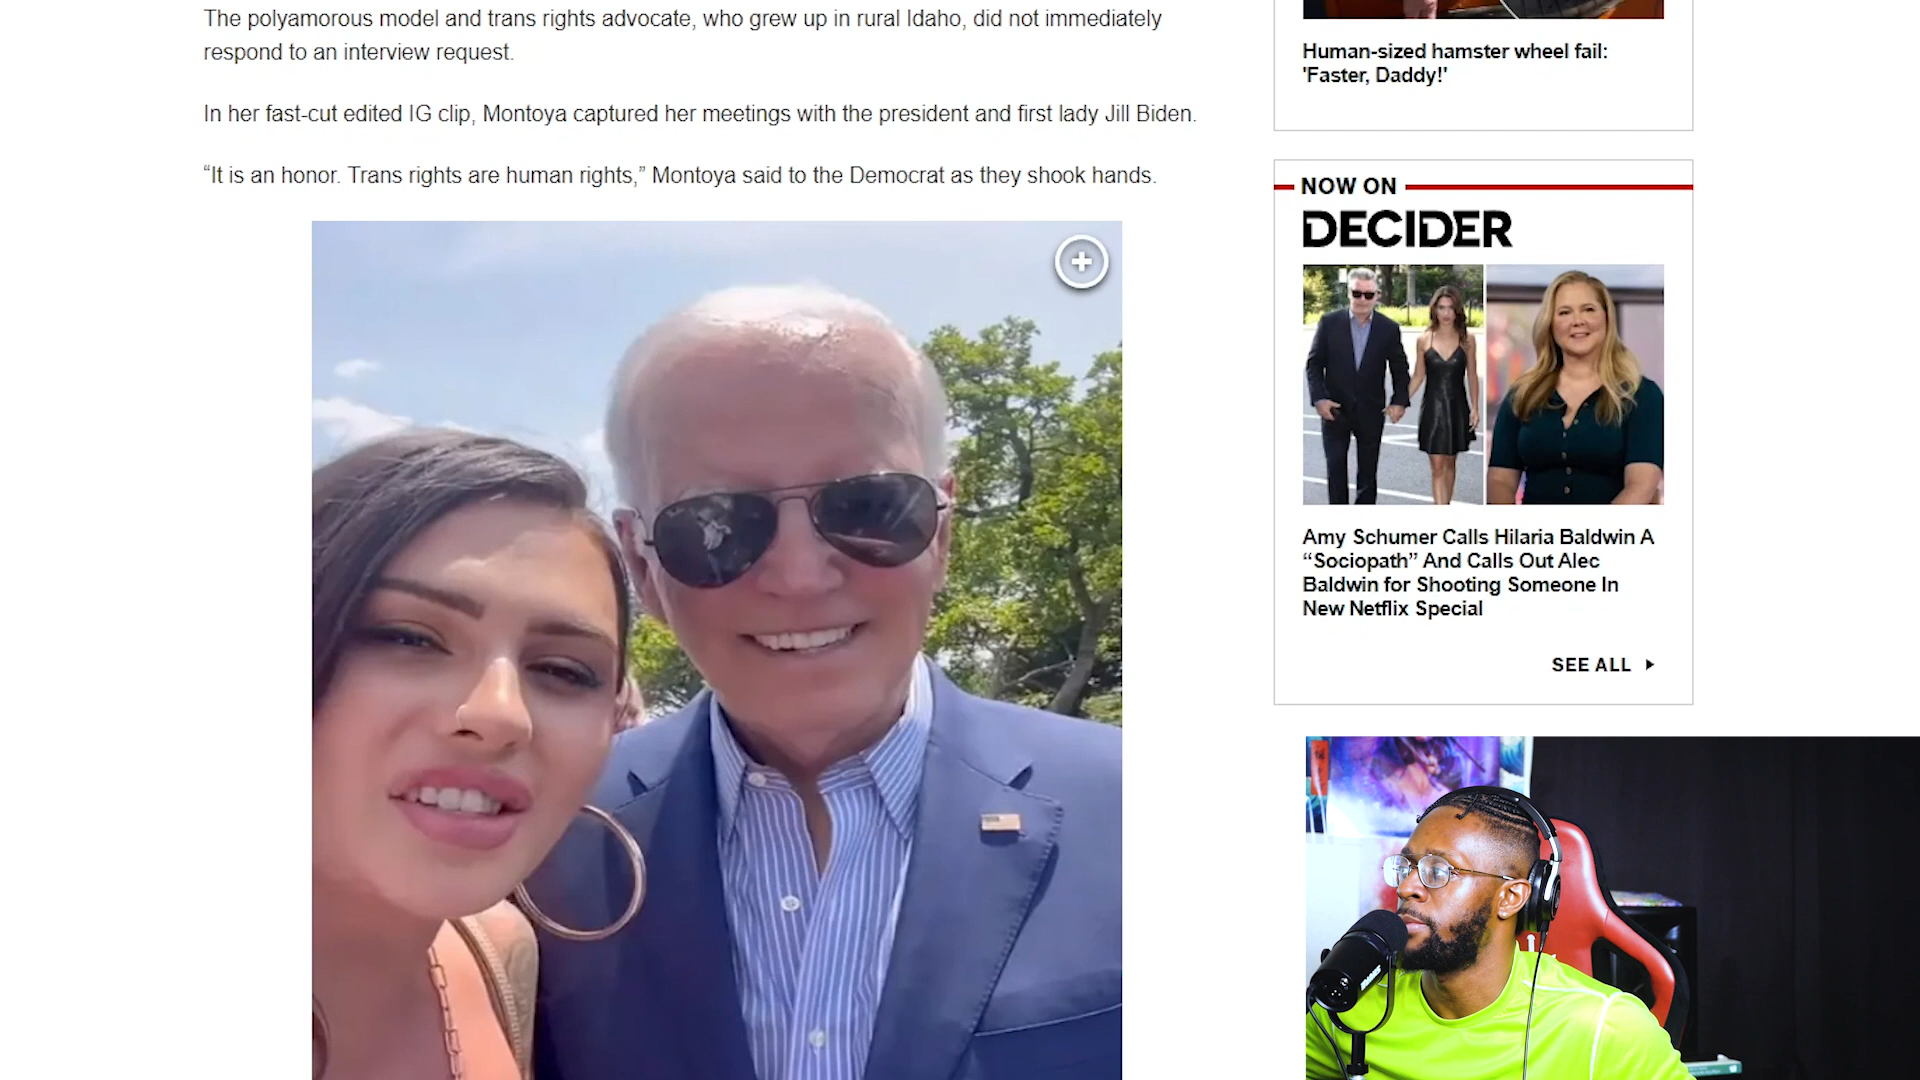 The polyamorous model and trans rights advocate, who grew up in rural Idaho, did not immediately
respond to an interview request.
In her fast-cut edited IG clip, Montoya captured her meetings with the president and first lady Jill Biden.
“It is an honor. Trans rights are human rights,” Montoya said to the Democrat as they shook hands.
Human-sized hamster wheel fail:
'Faster, Daddy!'
NOW ON
DECIDER
Amy Schumer Calls Hilaria Baldwin A
“Sociopath” And Calls Out Alec
Baldwin for Shooting Someone In
New Netflix Special
SEE ALL